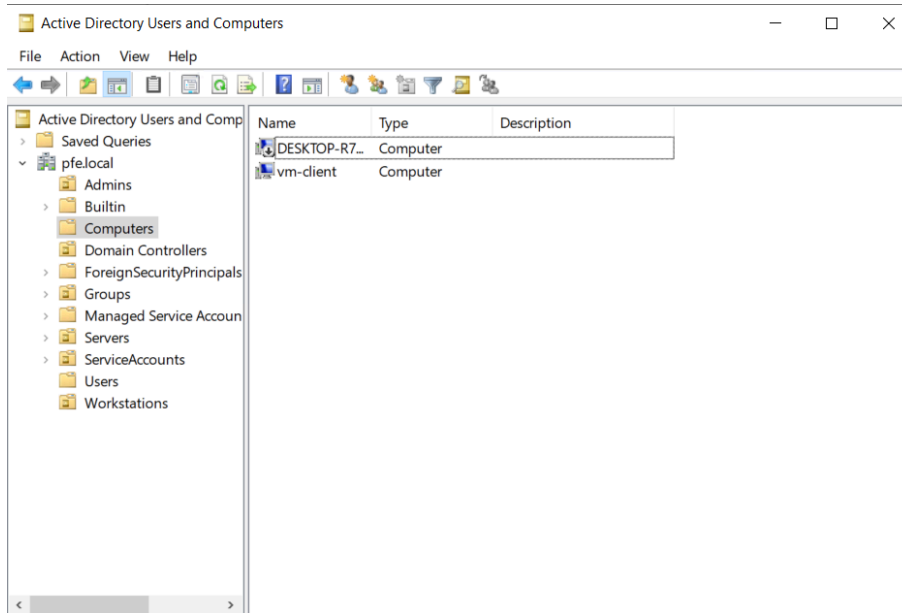 Active Directory Users and Computers
File Action View Help
Active Directory Users and Comp
Saved Queries
pfe.local
Admins
Builtin
Computers
Domain Controllers
ForeignSecurityPrincipals
Groups
Managed Service Accoun
Servers
ServiceAccounts
Users
Workstations
Name Type Description
DESKTOP-R7... Computer
vm-client Computer